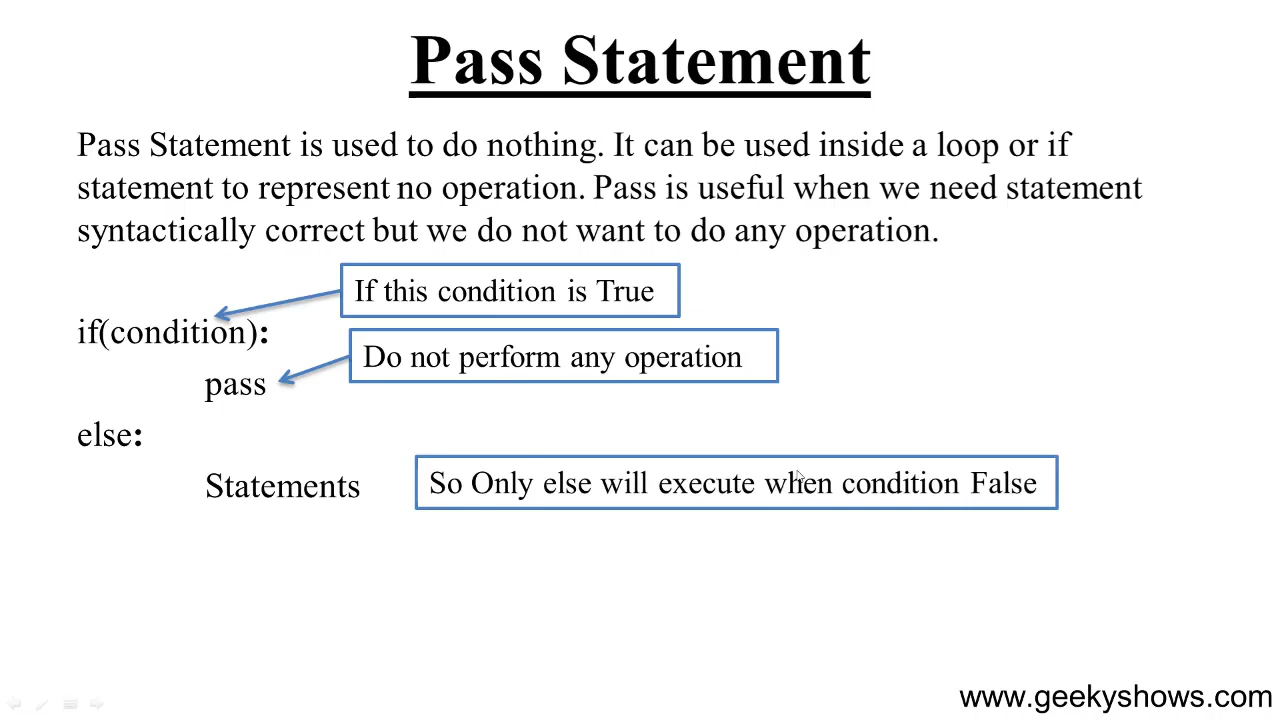 Pass Statement
Pass Statement is used to do nothing. It can be used inside a loop or if
statement to represent no operation. Pass is useful when we need statement
syntactically correct but we do not want to do any operation.
If this condition is True
if(condition):
Do not perform any operation
pass
else:
Statements
So Only else will execute when condition False
www.geekyshows.com